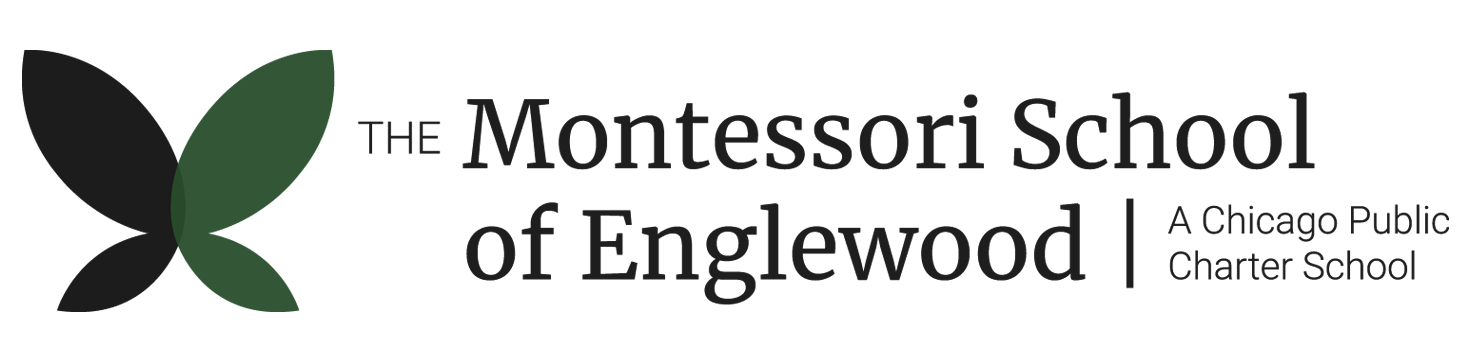 THE Montessori School
of Englewood | A Chicago Public
Charter School